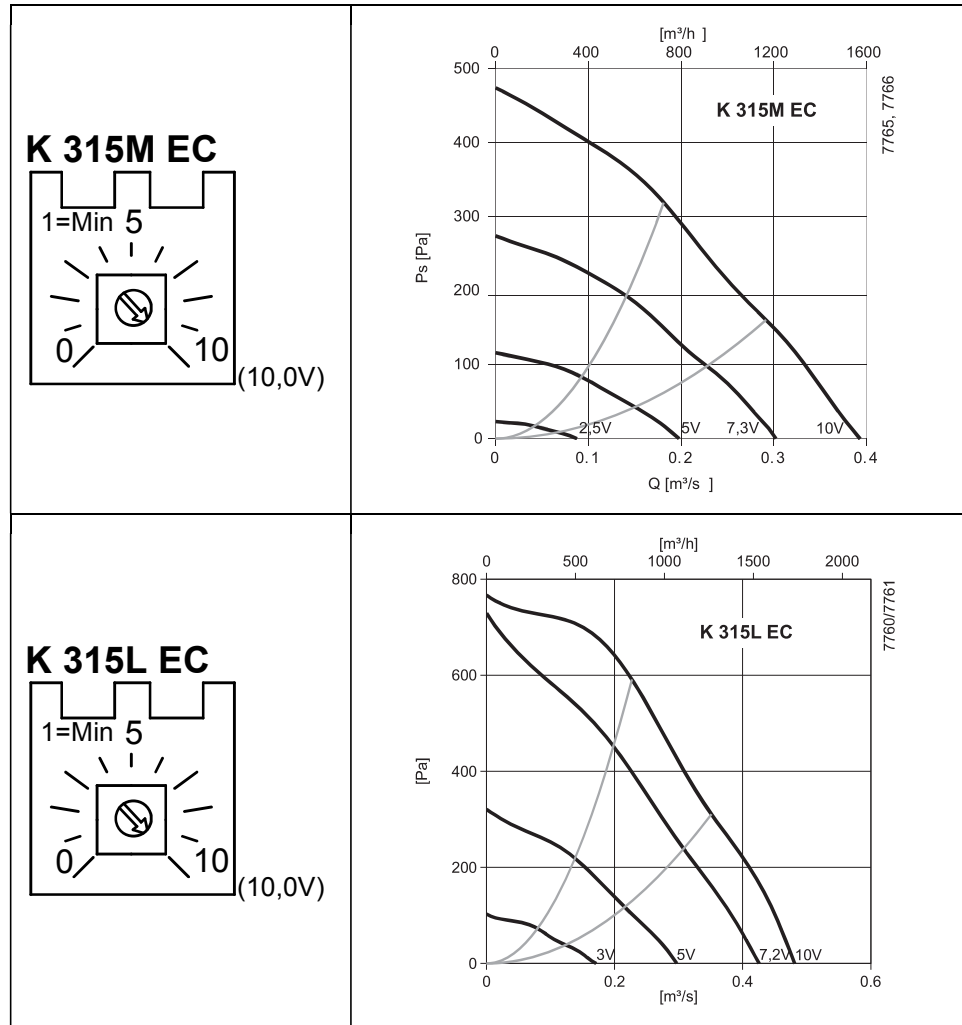 K 315M EC
1=Min 5
0
10
(10,0V)
[m³/h ]
0 400 800 1200 1600
500
400
300
200
100
0
Ps [Pa]
K 315M EC
7765, 7766
2,5V 5V 7,3V 10V
0 0.1 0.2 0.3 0.4
Q [m³/s ]
K 315L EC
1=Min 5
0
10
(10,0V)
[m³/h]
0 500 1000 1500 2000
800
600
400
200
0
[Pa]
K 315L EC
7760/7761
3V 5V 7,2V 10V
0 0.2 0.4 0.6
[m³/s]